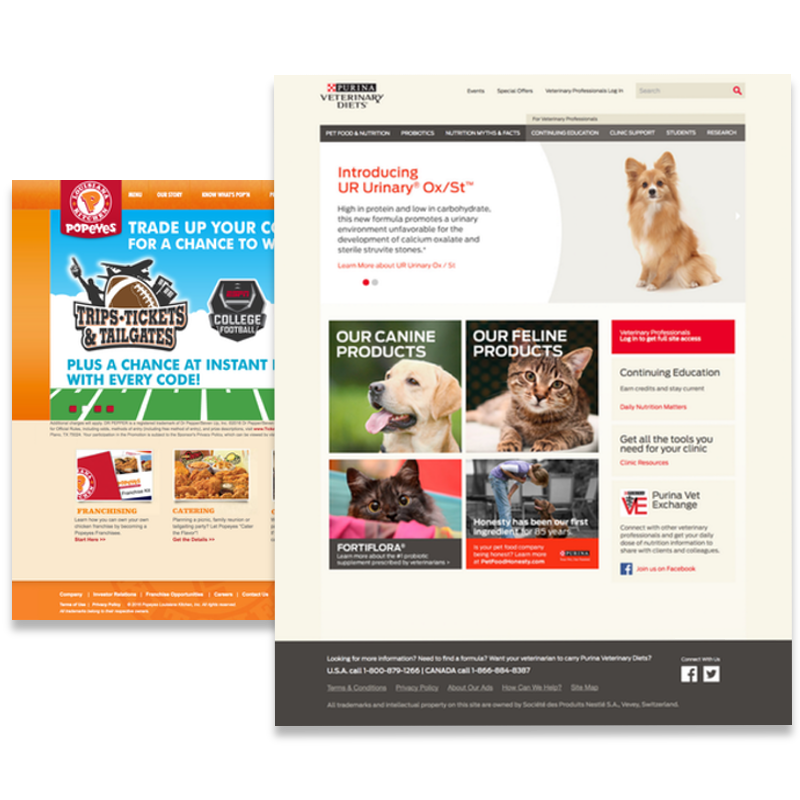 LOUISIANA
KITCHEN
POPEYES
MENU
OUR STORY
KNOW WHAT'S POP'N
TRADE UP YOUR
FOR A CHANCE TO
TRIPS•TICKETS
& TAILGATES
ESPN
COLLEGE
FOOTBALL
PLUS A CHANCE AT INSTANT
WITH EVERY CODE!
FRANCHISING
Learn how you can own your own
chicken franchise by becoming a
Popeyes Franchisee.
Start Here >>
Franchise Kit
CATERING
Planning a picnic, family reunion or
tailgating party? Let Popeyes "Cater
the Flavor"!
Get the Details >>
Company | Investor Relations | Franchise Opportunities | Careers | Contact Us
Terms of Use | Privacy Policy
All trademarks belong to their respective owners.
PURINA
VETERINARY
DIETS
Events
Special Offers
Veterinary Professionals Log In
Search
For Veterinary Professionals
PET FOOD & NUTRITION
PROBIOTICS
NUTRITION MYTHS & FACTS
CONTINUING EDUCATION
CLINIC SUPPORT
STUDENTS
RESEARCH
Introducing
UR Urinary® Ox/St™
High in protein and low in carbohydrate,
this new formula promotes a urinary
environment unfavorable for the
development of calcium oxalate and
sterile struvite stones.*
Learn More about UR Urinary Ox / St
OUR CANINE
PRODUCTS
OUR FELINE
PRODUCTS
Veterinary Professionals
Log in to get full site access
Continuing Education
Earn credits and stay current
Daily Nutrition Matters
Get all the tools you
need for your clinic
Clinic Resources
FORTIFLORA®
Learn more about the #1 probiotic
supplement prescribed by veterinarians >
Honesty has been our first
ingredient for 85 years.
Is your pet food company
being honest? Learn more
at PetFoodHonesty.com
PURINA
Purina Vet
Exchange
Connect with other veterinary
professionals and get your daily
dose of nutrition information to
share with clients and colleagues.
Join us on Facebook
Looking for more information? Need to find a formula? Want your veterinarian to carry Purina Veterinary Diets?
U.S.A. call 1-800-879-1266 | CANADA call 1-866-884-8387
Connect With Us
Terms & Conditions
Privacy Policy
About Our Ads
How Can We Help?
Site Map
All trademarks and intellectual property on this site are owned by Société des Produits Nestlé S.A., Vevey, Switzerland.